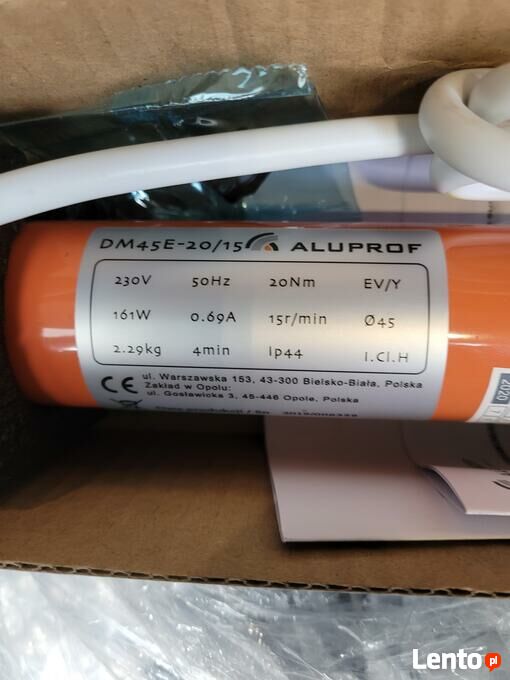 DM45E-20/15 ALUPROF
230V 50Hz 20Nm EV/Y
161W 0.69A 15r/min Ø45
2.29kg 4min Ip44 I.Cl.H
CE ul. Warszawska 153, 43-300 Bielsko-Biała, Polska
Zakład w Opolu:
ul. Gosławicka 3, 45-446 Opole, Polska
2020
Lento.pl